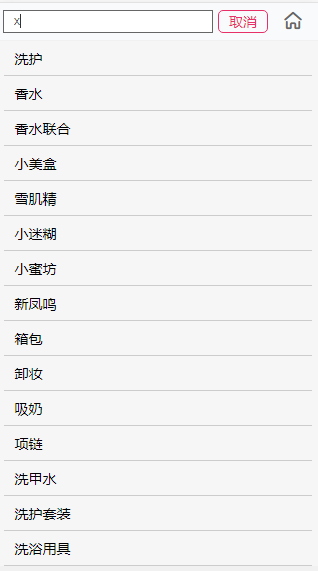 x 取消
洗护
香水
香水联合
小美盒
雪肌精
小迷糊
小蜜坊
新凤鸣
箱包
卸妆
吸奶
项链
洗甲水
洗护套装
洗浴用具